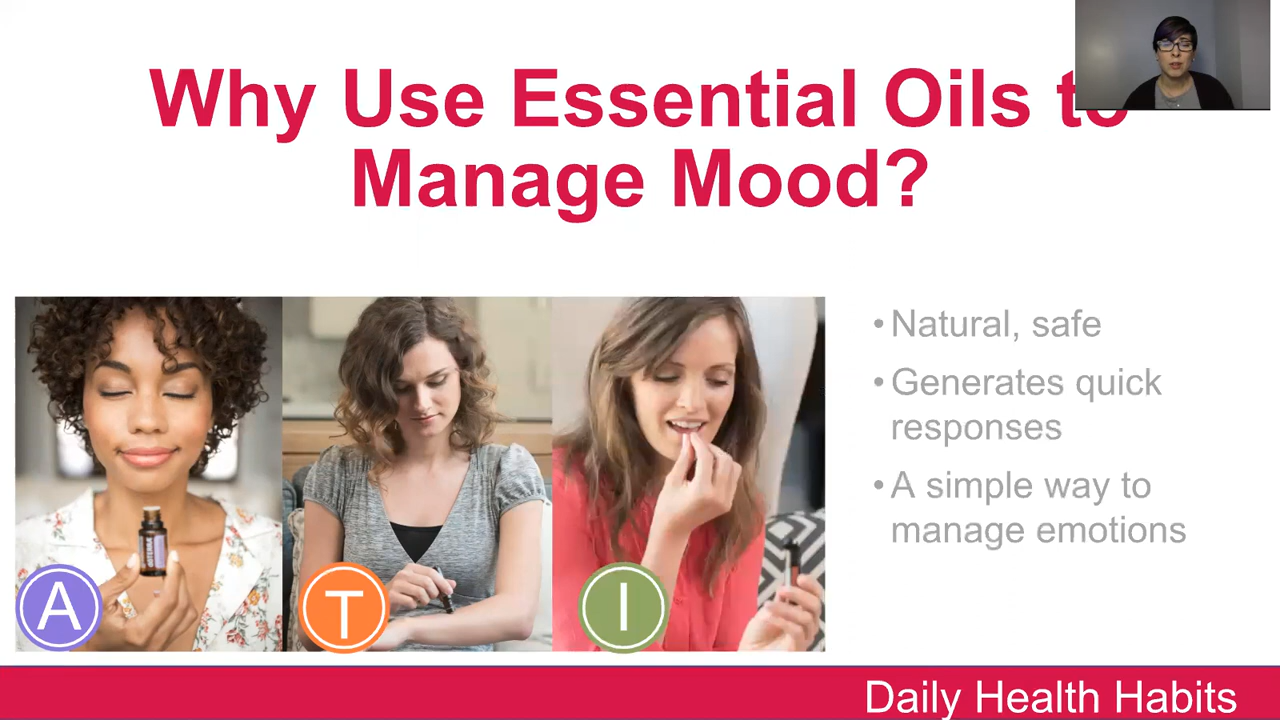 Why Use Essential Oils to
Manage Mood?
• Natural, safe
• Generates quick
responses
• A simple way to
manage emotions
A
T
I
Daily Health Habits